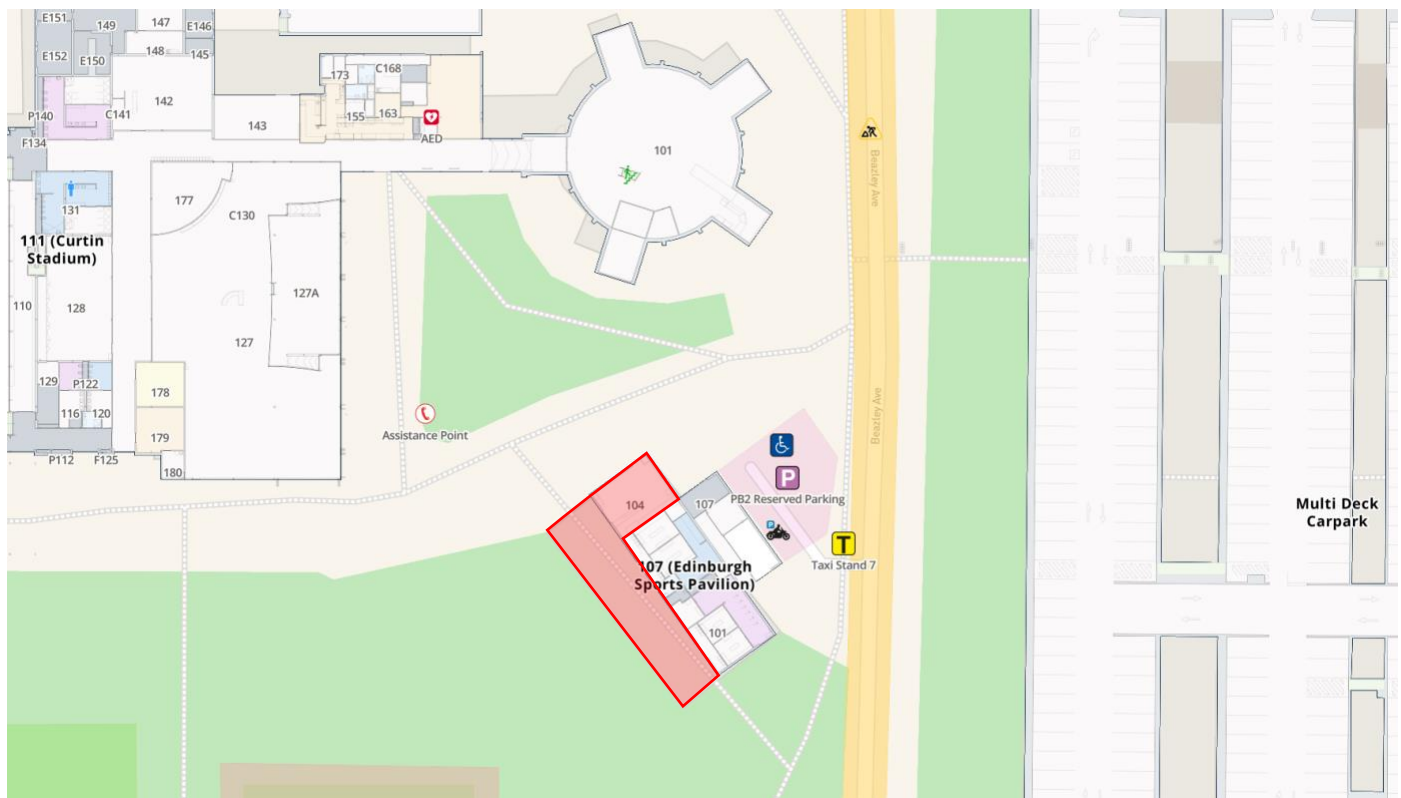 E151
149
147
E146
E152
E150
148
145
142
P140
C141
143
F134
173
C168
155
163
AED
101
Beazley Ave
131
177
C130
111 (Curtin
Stadium)
110
128
127A
127
129
P122
116
120
178
179
180
P112
F125
Assistance Point
Beazley Ave
P
PB2 Reserved Parking
104
107
P
T
Taxi Stand 7
107 (Edinburgh
Sports Pavilion)
101
Multi Deck
Carpark